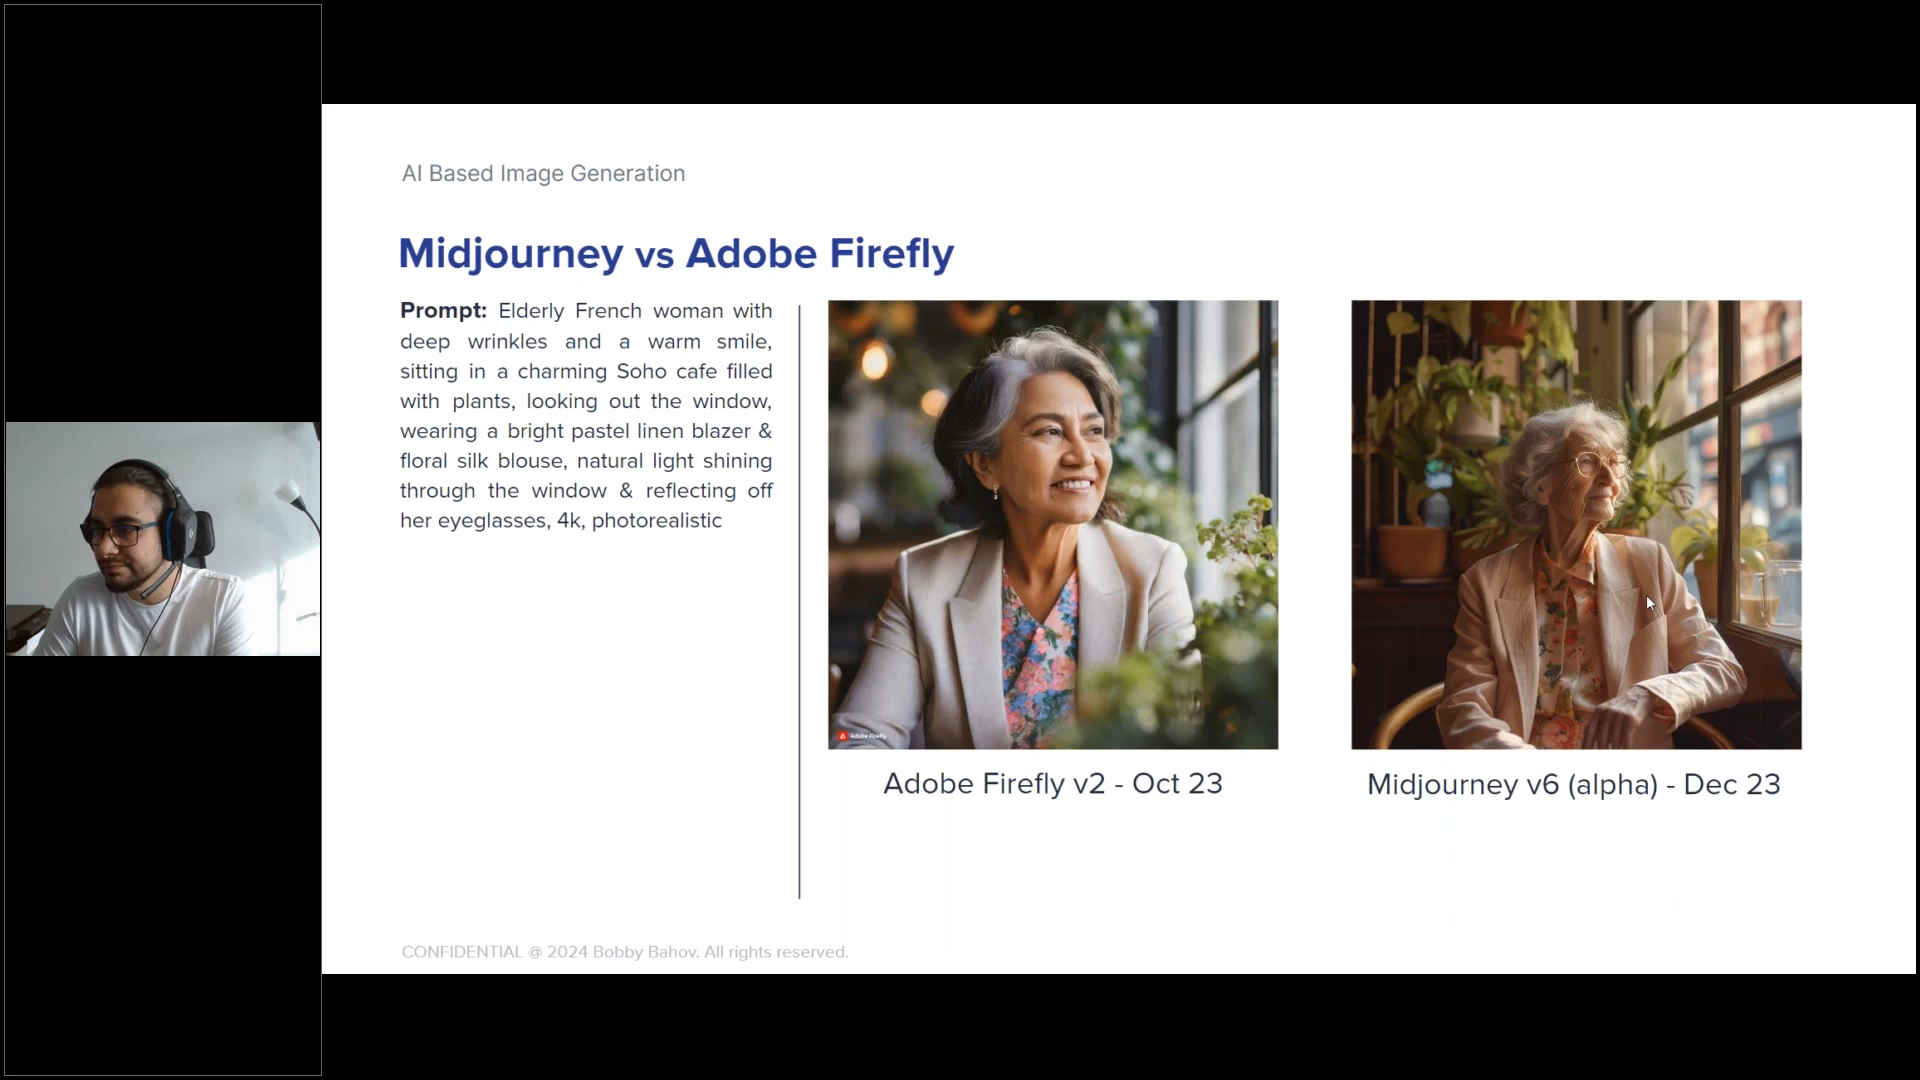 AI Based Image Generation
Midjourney vs Adobe Firefly
Prompt: Elderly French woman with
deep wrinkles and a warm smile,
sitting in a charming Soho cafe filled
with plants, looking out the window,
wearing a bright pastel linen blazer &
floral silk blouse, natural light shining
through the window & reflecting off
her eyeglasses, 4k, photorealistic
Adobe Firefly
Adobe Firefly v2 - Oct 23
Midjourney v6 (alpha) - Dec 23
CONFIDENTIAL @ 2024 Bobby Bahov. All rights reserved.